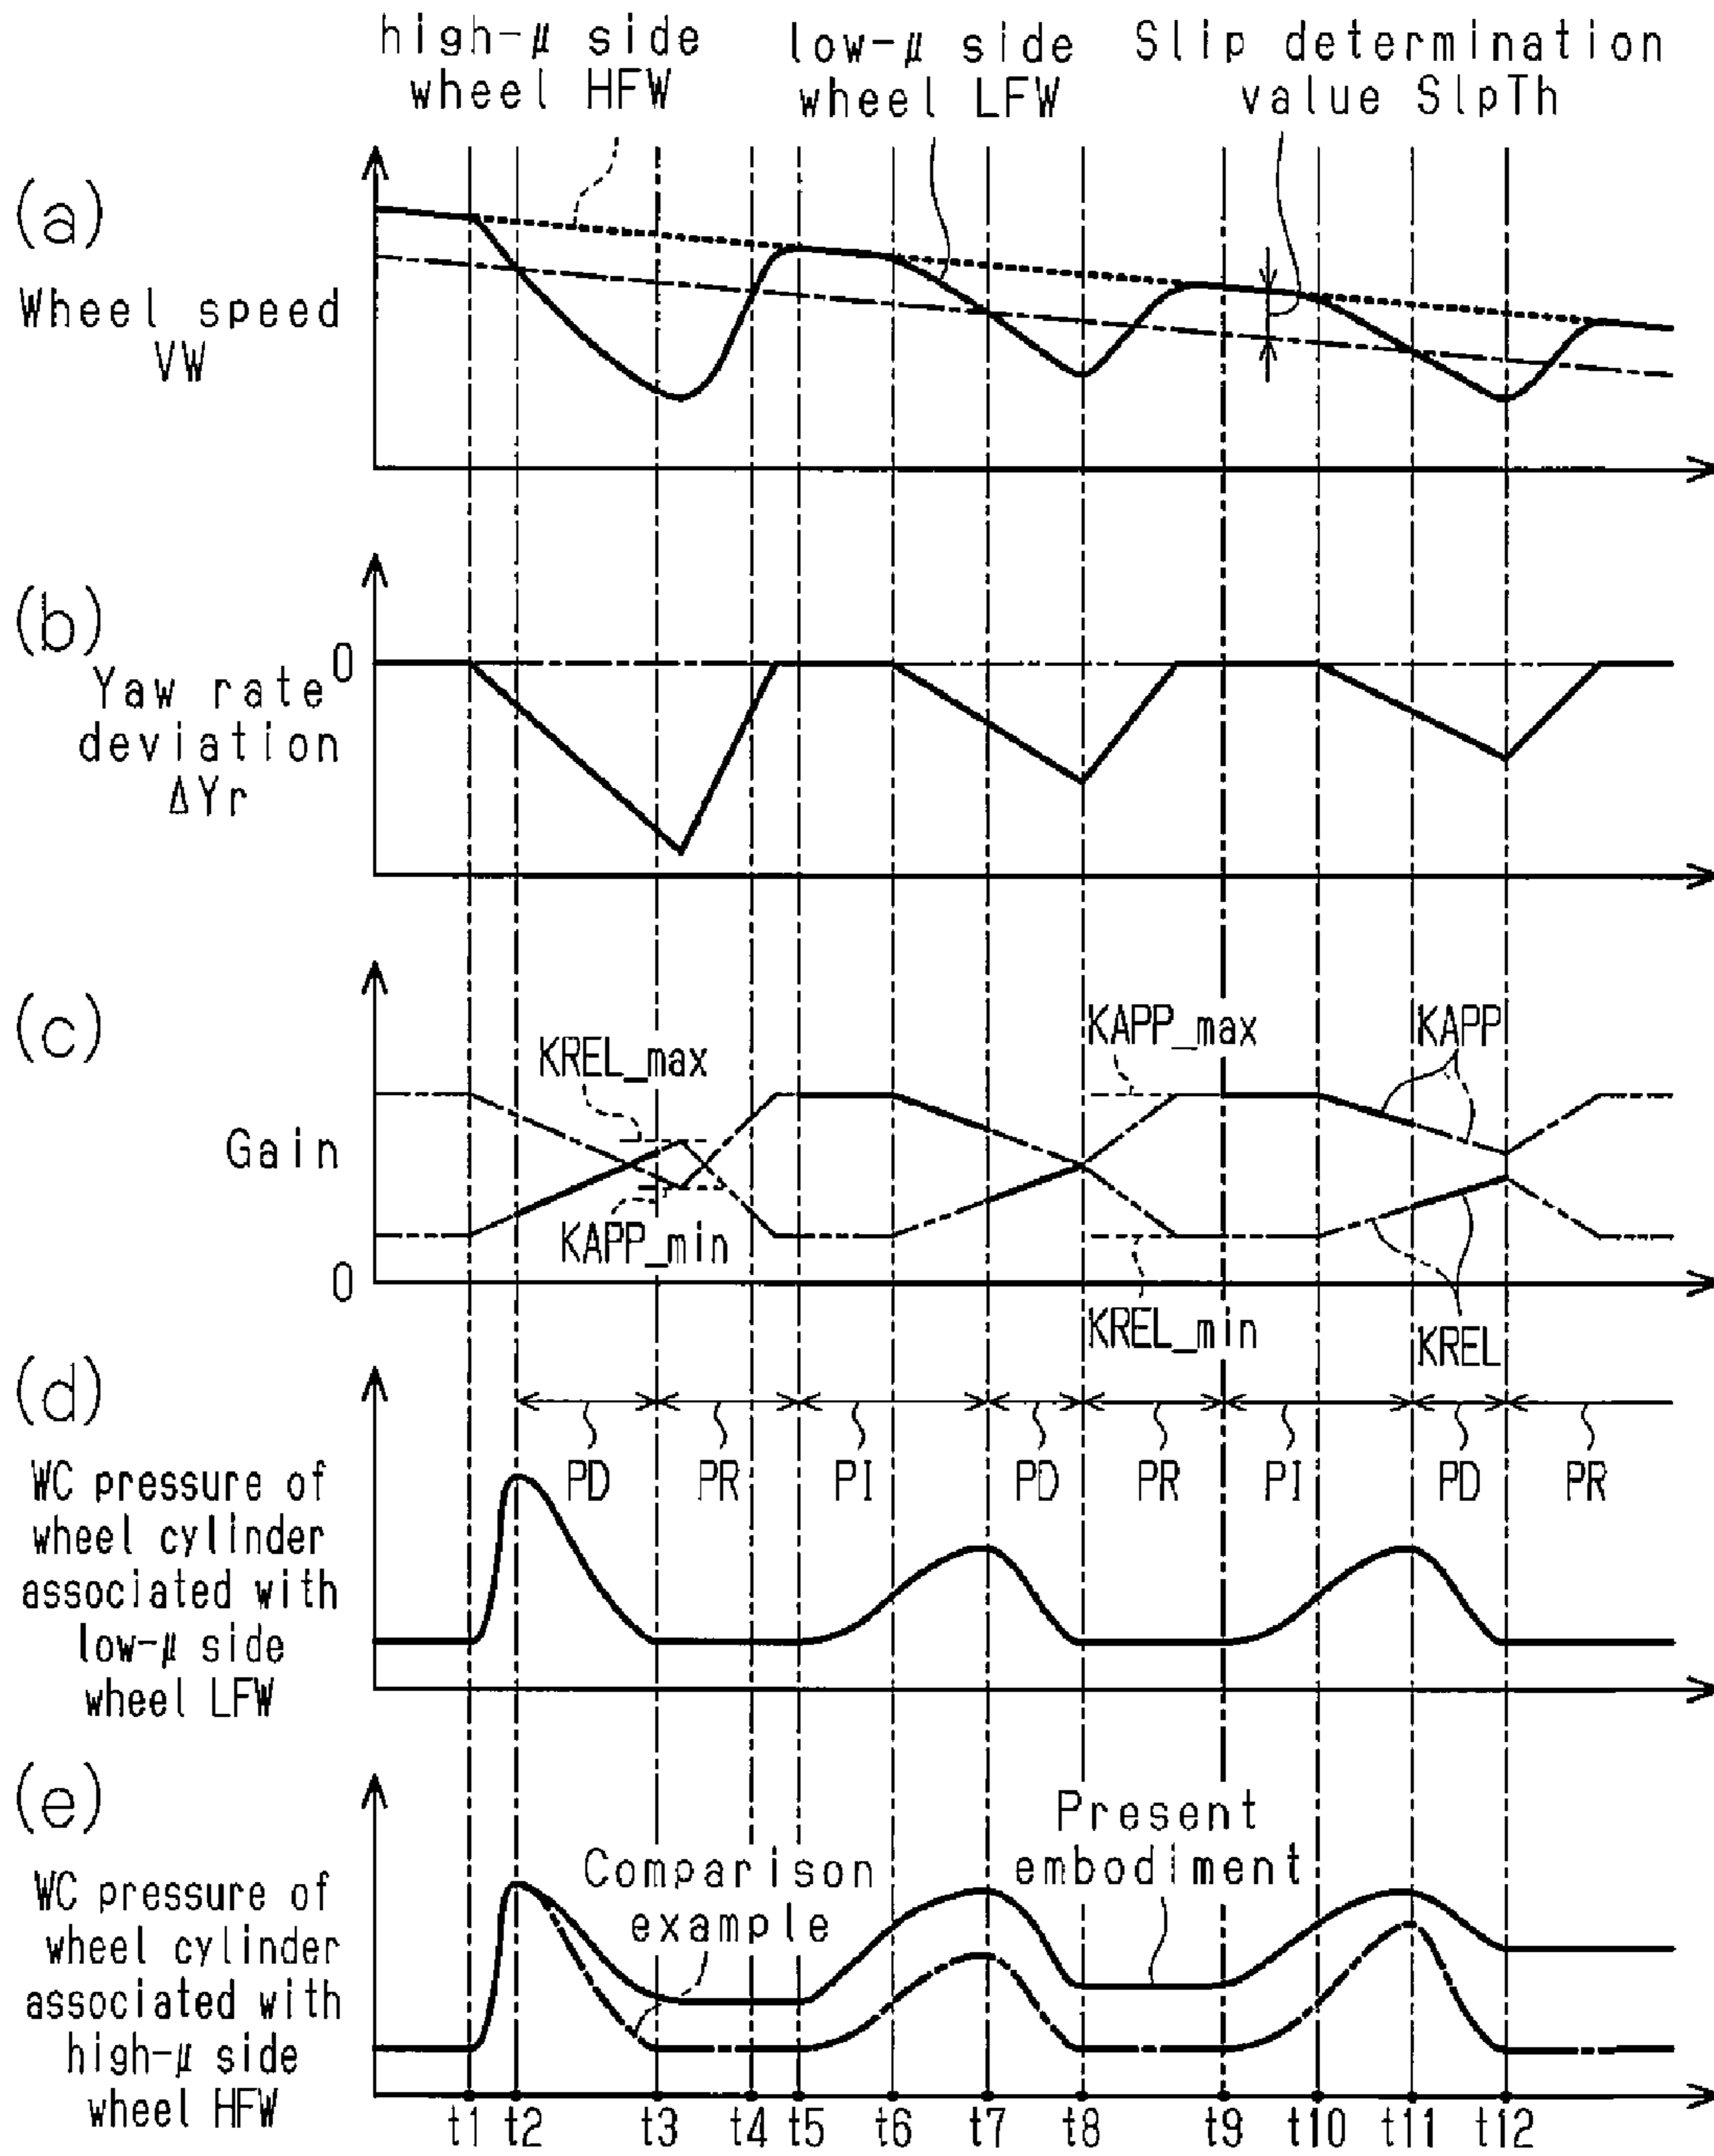 high-μ side
wheel HFW
low-μ side
wheel LFW
Slip determination
value SlpTh
(a)
Wheel speed
VW
(b)
0
Yaw rate
deviation
ΔYr
(c)
KREL_max
KAPP_max
KAPP
Gain
KAPP_min
0
KREL_min
KREL
(d)
PD
PR
PI
PD
PR
PI
PD
PR
WC pressure of
wheel cylinder
associated with
low-μ side
wheel LFW
(e)
Present
embodiment
Comparison
example
WC pressure of
wheel cylinder
associated with
high-μ side
wheel HFW
t1 t2 t3 t4 t5 t6 t7 t8 t9 t10 t11 t12